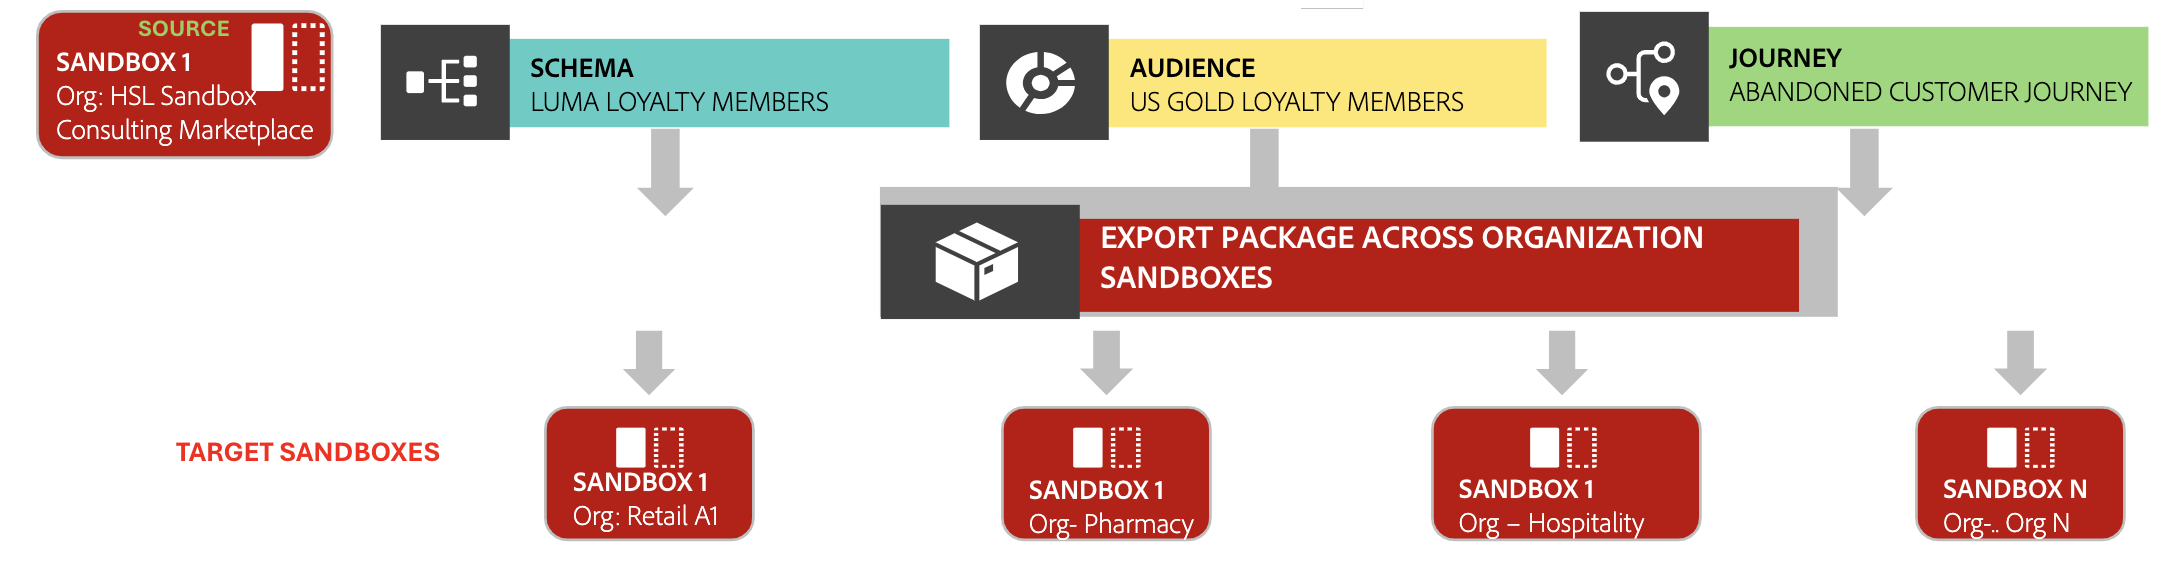 SOURCE
SANDBOX 1
Org: HSL Sandbox
Consulting Marketplace
SCHEMA
LUMA LOYALTY MEMBERS
AUDIENCE
US GOLD LOYALTY MEMBERS
JOURNEY
ABANDONED CUSTOMER JOURNEY
EXPORT PACKAGE ACROSS ORGANIZATION
SANDBOXES
TARGET SANDBOXES
SANDBOX 1
Org: Retail A1
SANDBOX 1
Org- Pharmacy
SANDBOX 1
Org – Hospitality
SANDBOX N
Org-.. Org N